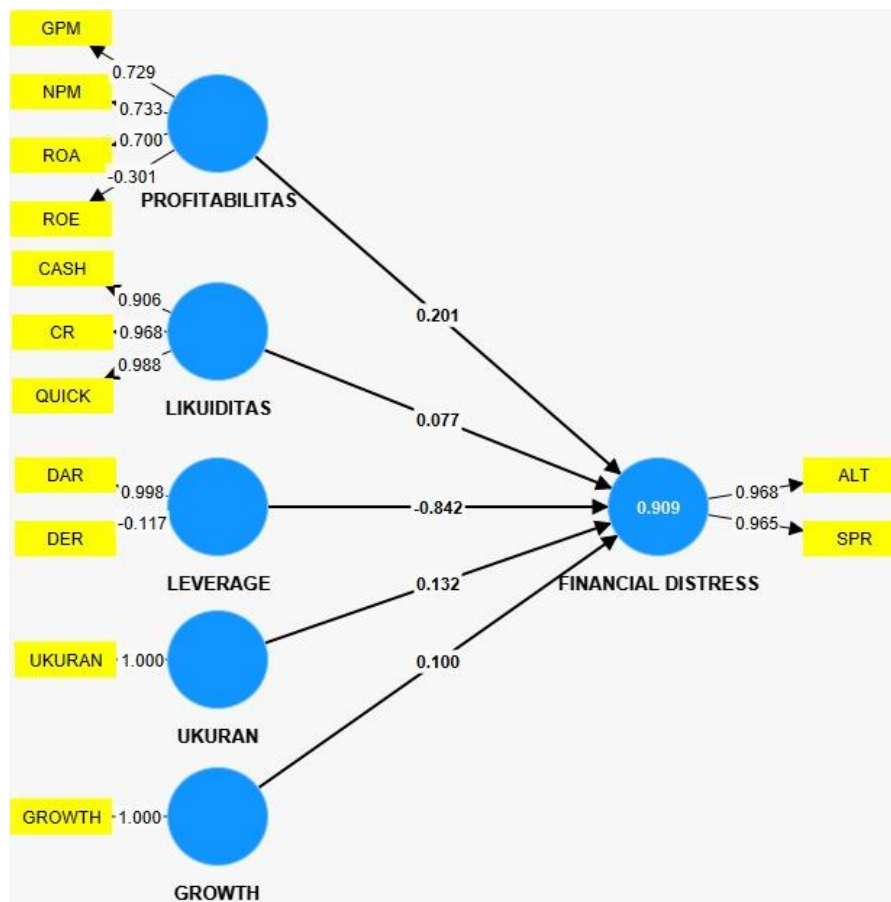 GPM
0.729
NPM
0.733
ROA
0.700
-0.301
ROE
PROFITABILITAS
CASH
0.906
CR
0.968
0.988
QUICK
LIKUIDITAS
0.201
0.077
DAR
0.998
-0.117
DER
LEVERAGE
-0.842
0.909
FINANCIAL DISTRESS
0.968
ALT
0.965
SPR
0.132
UKURAN
1.000
UKURAN
0.100
GROWTH
1.000
GROWTH